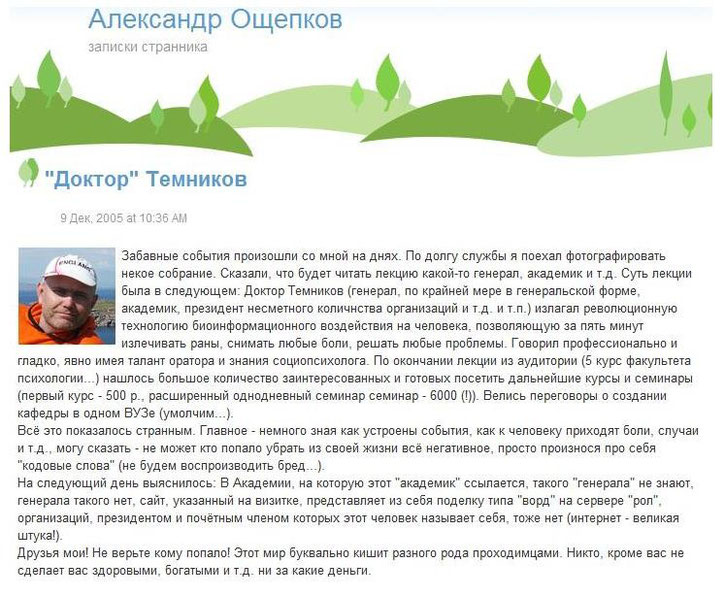 Александр Ощепков
записки странника
"Доктор" Темников
9 Дек, 2005 at 10:36 AM
ENGLAND
Забавные события произошли со мной на днях. По долгу службы я поехал фотографировать
некое собрание. Сказали, что будет читать лекцию какой-то генерал, академик и т.д. Суть лекции
была в следующем: Доктор Темников (генерал, по крайней мере в генеральской форме,
академик, президент несметного количнства организаций и т.д. и т.п.) излагал революционную
технологию биоинформационного воздействия на человека, позволяющую за пять минут
излечивать раны, снимать любые боли, решать любые проблемы. Говорил профессионально и
гладко, явно имея талант оратора и знания социопсихолога. По окончании лекции из аудитории (5 курс факультета
психологии...) нашлось большое количество заинтересованных и готовых посетить дальнейшие курсы и семинары
(первый курс - 500 р., расширенный однодневный семинар семинар - 6000 (!)). Велись переговоры о создании
кафедры в одном ВУЗе (умолчим...).
Всё это показалось странным. Главное - немного зная как устроены события, как к человеку приходят боли, случаи
и т.д., могу сказать - не может кто попало убрать из своей жизни всё негативное, просто произнося про себя
"кодовые слова" (не будем воспроизводить бред...).
На следующий день выяснилось: В Академии, на которую этот "академик" ссылается, такого "генерала" не знают,
генерала такого нет, сайт, указанный на визитке, представляет из себя поделку типа "ворд" на сервере "рол",
организаций, президентом и почётным членом которых этот человек называет себя, тоже нет (интернет - великая
штука!).
Друзья мои! Не верьте кому попало! Этот мир буквально кишит разного рода проходимцами. Никто, кроме вас не
сделает вас здоровыми, богатыми и т.д. ни за какие деньги.